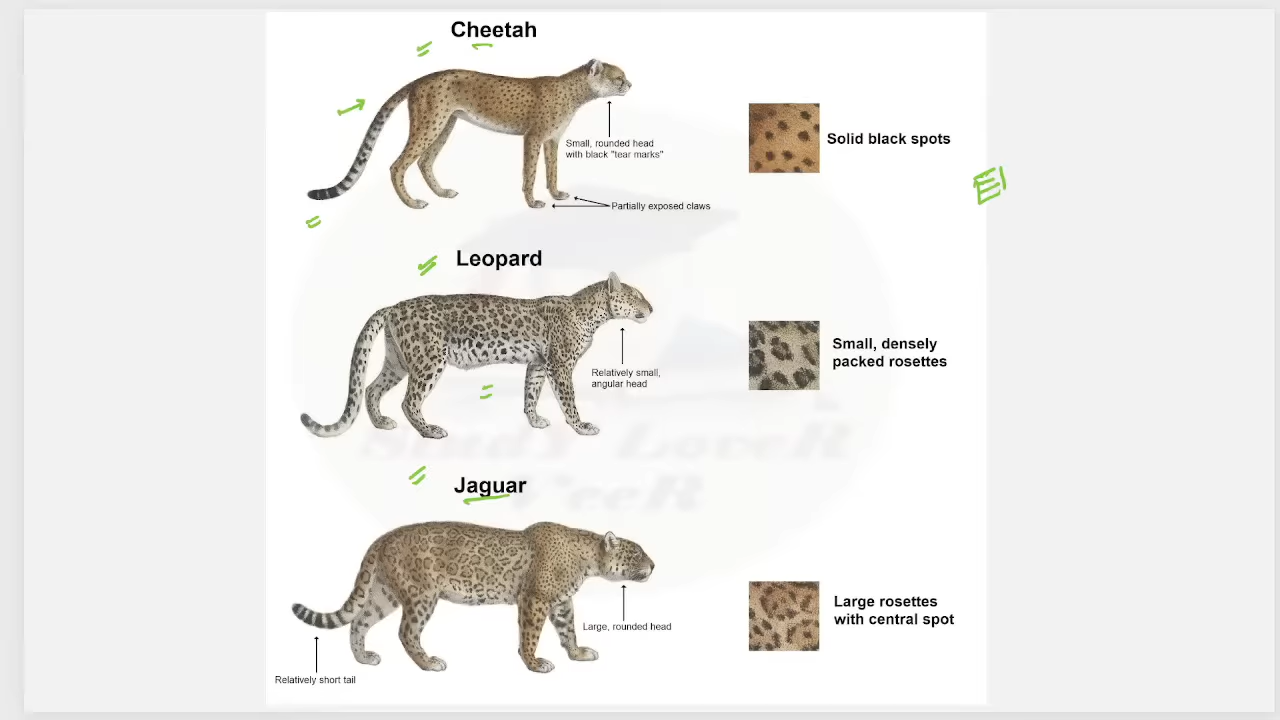 Cheetah
Small, rounded head
with black "tear marks"
Solid black spots
Partially exposed claws
Leopard
Relatively small,
angular head
Small, densely
packed rosettes
Jaguar
Large, rounded head
Large rosettes
with central spot
Relatively short tail